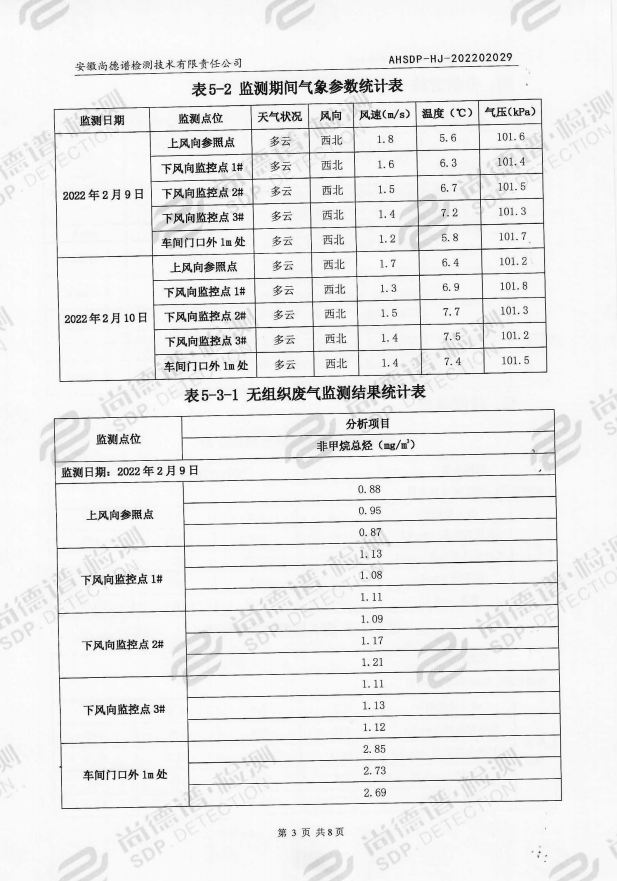 安徽尚德谱检测技术有限责任公司 AHSDP-HJ-202202029
表5-2 监测期间气象参数统计表
监测日期 监测点位 天气状况 风向 风速(m/s) 温度（℃） 气压(kPa)
2022年2月9日 上风向参照点 多云 西北 1.8 5.6 101.6
下风向监控点1# 多云 西北 1.6 6.3 101.4
下风向监控点2# 多云 西北 1.5 6.7 101.5
下风向监控点3# 多云 西北 1.4 7.2 101.3
车间门口外1m处 多云 西北 1.2 5.8 101.7
2022年2月10日 上风向参照点 多云 西北 1.7 6.4 101.2
下风向监控点1# 多云 西北 1.3 6.9 101.8
下风向监控点2# 多云 西北 1.5 7.7 101.3
下风向监控点3# 多云 西北 1.4 7.5 101.2
车间门口外1m处 多云 西北 1.4 7.4 101.5
表5-3-1 无组织废气监测结果统计表
监测点位 分析项目
非甲烷总烃（mg/m³）
监测日期：2022年2月9日
上风向参照点 0.88
0.95
0.87
下风向监控点1# 1.13
1.08
1.11
下风向监控点2# 1.09
1.17
1.21
下风向监控点3# 1.11
1.13
1.12
车间门口外1m处 2.85
2.73
2.69
第 3 页 共8页
尚德谱·检测
SDP·DETECTION